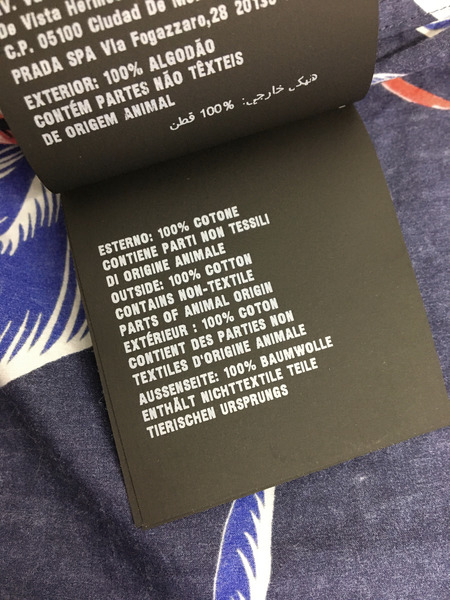 De Vista Herm
C.P. 05100 Ciudad De Me
PRADA SPA Via Fogazzaro,28 20135
EXTERIOR: 100% ALGODÃO
CONTÉM PARTES NÃO TÊXTEIS
DE ORIGEM ANIMAL
خارجي: 100% قطن
ESTERNO: 100% COTONE
CONTIENE PARTI NON TESSILI
DI ORIGINE ANIMALE
OUTSIDE: 100% COTTON
CONTAINS NON-TEXTILE
PARTS OF ANIMAL ORIGIN
EXTÉRIEUR : 100% COTON
CONTIENT DES PARTIES NON
TEXTILES D'ORIGINE ANIMALE
AUSSENSEITE: 100% BAUMWOLLE
ENTHÄLT NICHTTEXTILE TEILE
TIERISCHEN URSPRUNGS